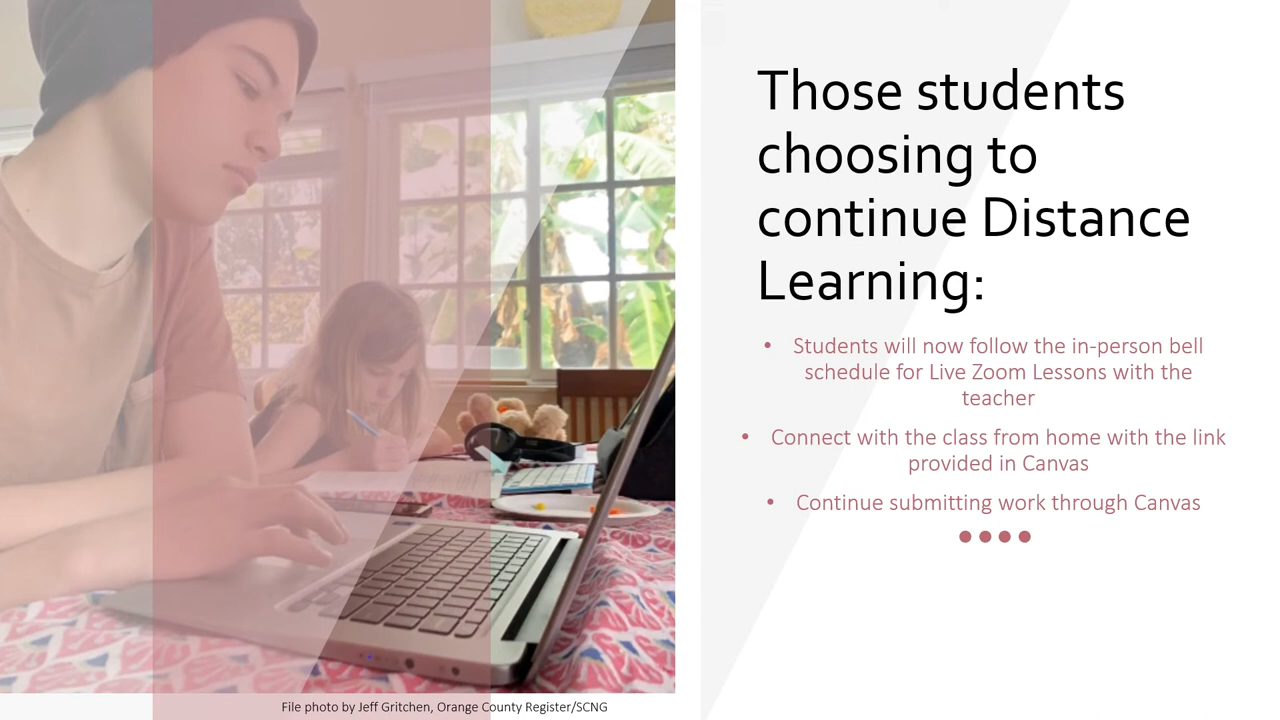 Those students
choosing to
continue Distance
Learning:
• Students will now follow the in-person bell
schedule for Live Zoom Lessons with the
teacher
• Connect with the class from home with the link
provided in Canvas
• Continue submitting work through Canvas
File photo by Jeff Gritchen, Orange County Register/SCNG